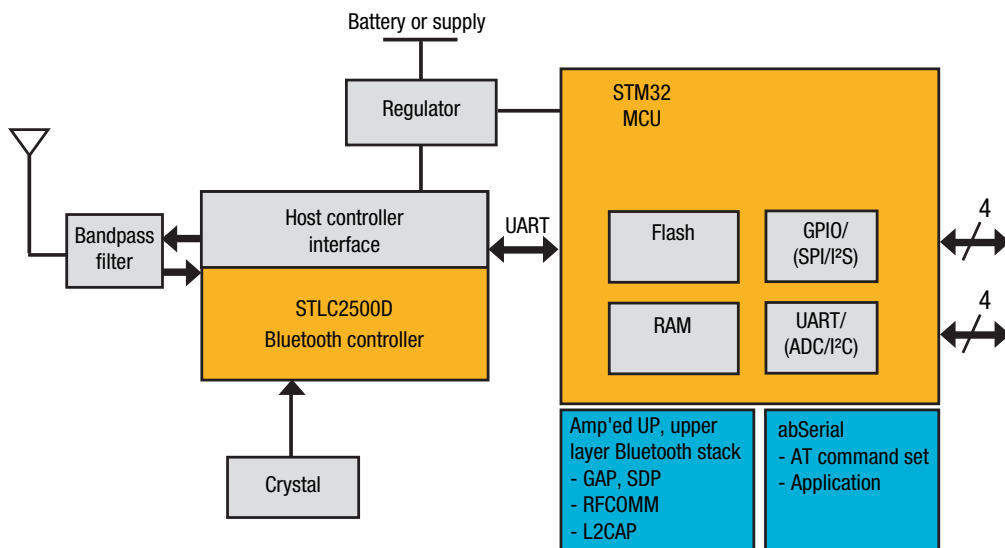 Battery or supply
Regulator
STM32
MCU
Bandpass
filter
Host controller
interface
UART
STLC2500D
Bluetooth controller
Crystal
Flash
GPIO/
(SPI/I²S)
4
RAM
UART/
(ADC/I²C)
4
Amp'ed UP, upper
layer Bluetooth stack
- GAP, SDP
- RFCOMM
- L2CAP
abSerial
- AT command set
- Application